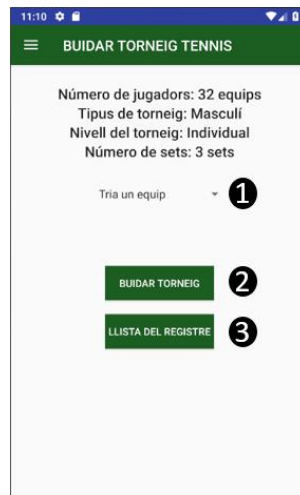 11:10
BUIDAR TORNEIG TENNIS
Número de jugadors: 32 equips
Tipus de torneig: Masculí
Nivell del torneig: Individual
Número de sets: 3 sets
Tria un equip 1
BUIDAR TORNEIG 2
LLISTA DEL REGISTRE 3